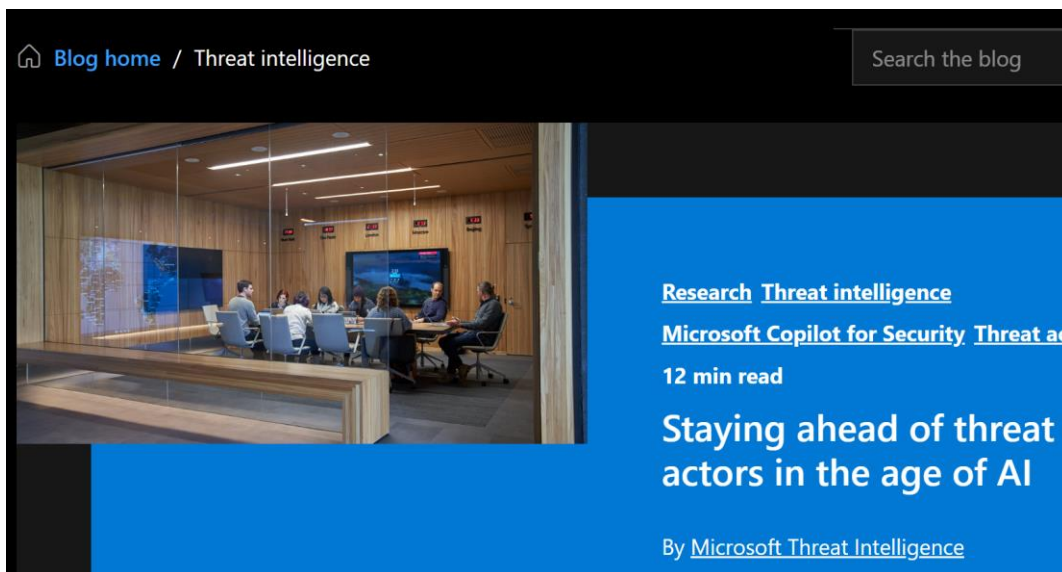 Blog home / Threat intelligence
Search the blog
Research Threat intelligence
Microsoft Copilot for Security Threat ac
12 min read
Staying ahead of threat
actors in the age of AI
By Microsoft Threat Intelligence